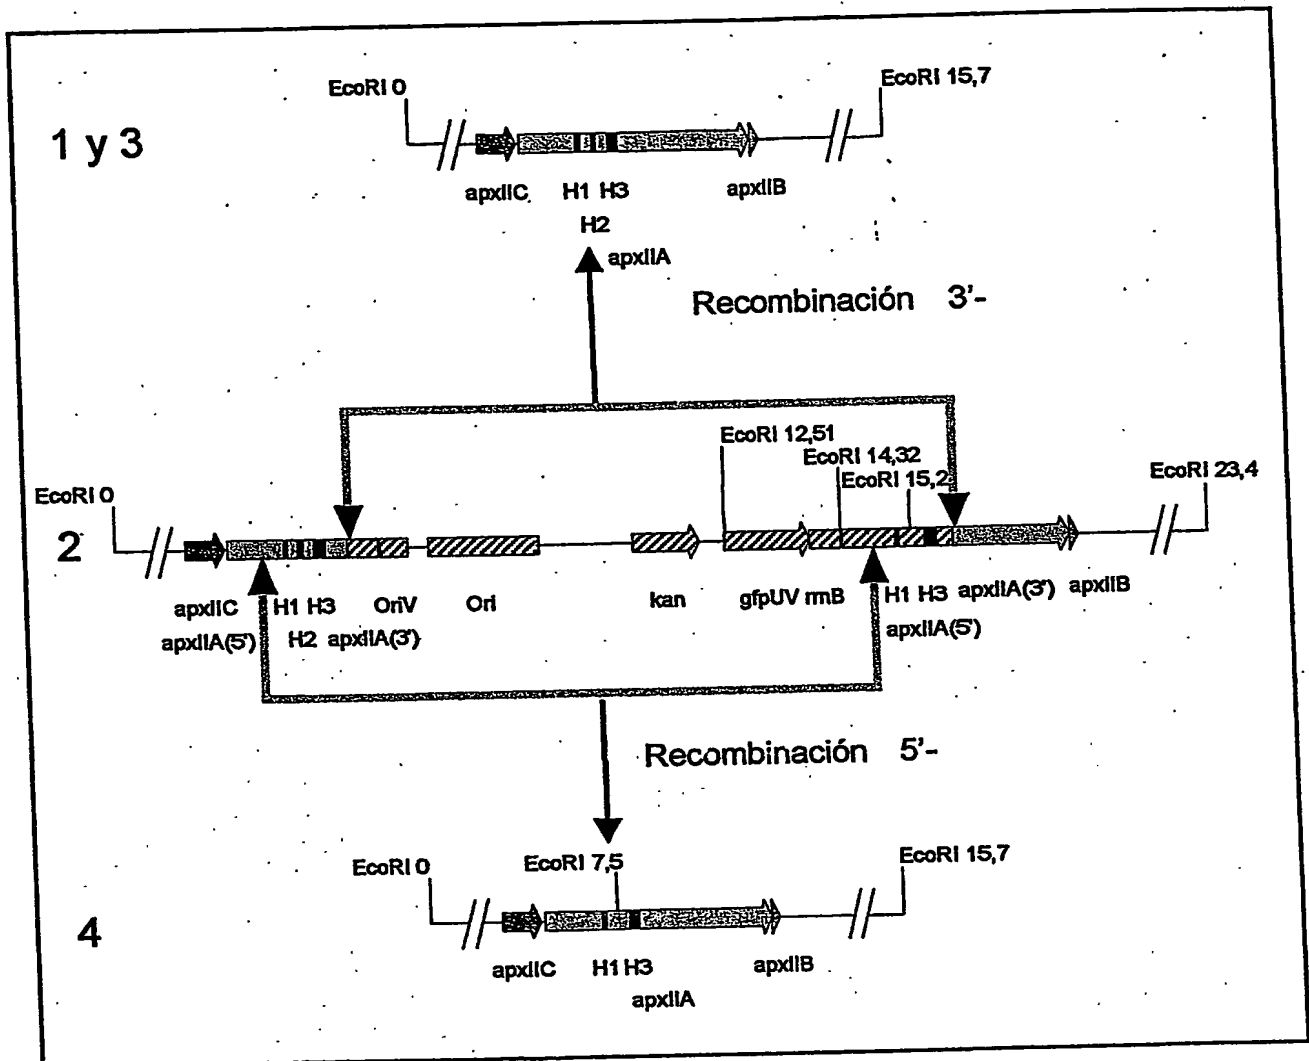 EcoRI 0
EcoRI 15,7
1 y 3
apxIIC
H1 H3
apxIIB
H2
apxIIA
Recombinación 3'-
EcoRI 12,51
EcoRI 14,32
EcoRI 15,2
EcoRI 23,4
EcoRI 0
2
apxIIC
H1 H3
OriV
Ori
kan
gfpUV rrnB
H1 H3
apxIIA(3')
apxIIB
apxIIA(5')
H2 apxIIA(3')
apxIIA(5')
Recombinación 5'-
EcoRI 0
EcoRI 7,5
EcoRI 15,7
4
apxIIC
H1 H3
apxIIB
apxIIA